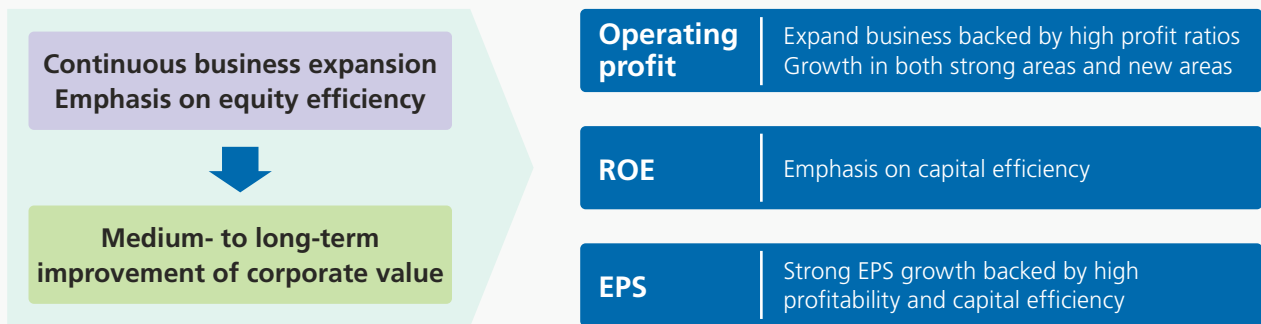 Continuous business expansion
Emphasis on equity efficiency
Medium- to long-term
improvement of corporate value
Operating
profit
Expand business backed by high profit ratios
Growth in both strong areas and new areas
ROE
Emphasis on capital efficiency
EPS
Strong EPS growth backed by high
profitability and capital efficiency